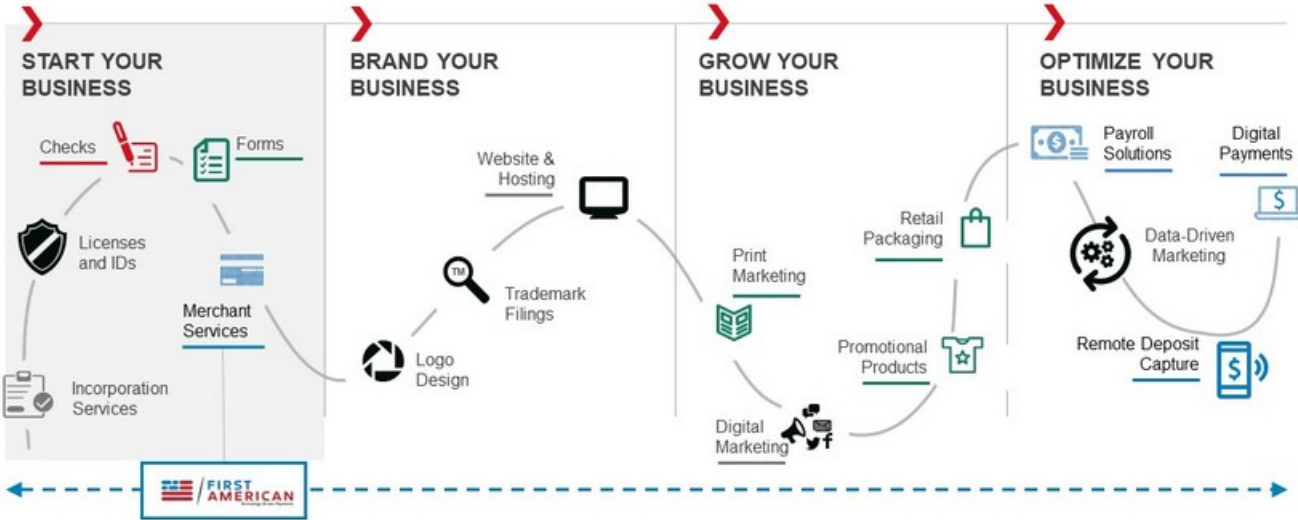 START YOUR
BUSINESS
BRAND YOUR
BUSINESS
GROW YOUR
BUSINESS
OPTIMIZE YOUR
BUSINESS
Checks
Forms
Licenses
and IDs
Merchant
Services
Incorporation
Services
Website &
Hosting
TM
Trademark
Filings
Logo
Design
Print
Marketing
Retail
Packaging
Promotional
Products
Digital
Marketing
Payroll
Solutions
Digital
Payments
$
$
Data-Driven
Marketing
Remote Deposit
Capture
$
FIRST
AMERICAN